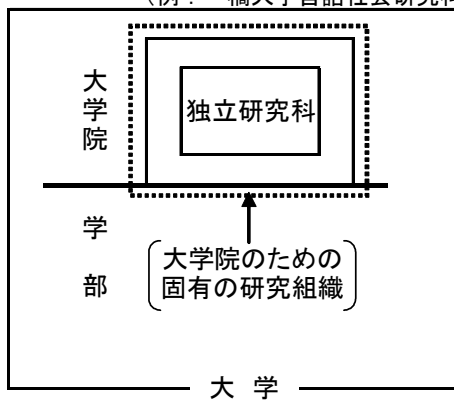 大学院
独立研究科
学部
大学院のための
固有の研究組織
大学